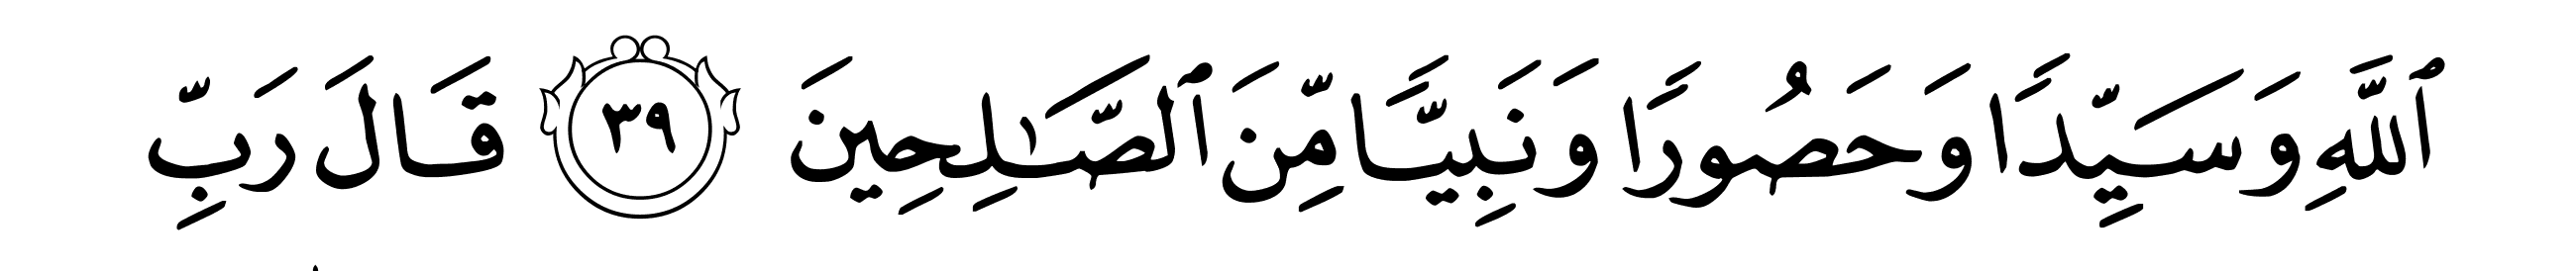 ٱللَّهِ وَسَيِّدًا وَحَصُورًا وَنَبِيًّا مِّنَ ٱلصَّـٰلِحِينَ ٣٩ قَالَ رَبِّ